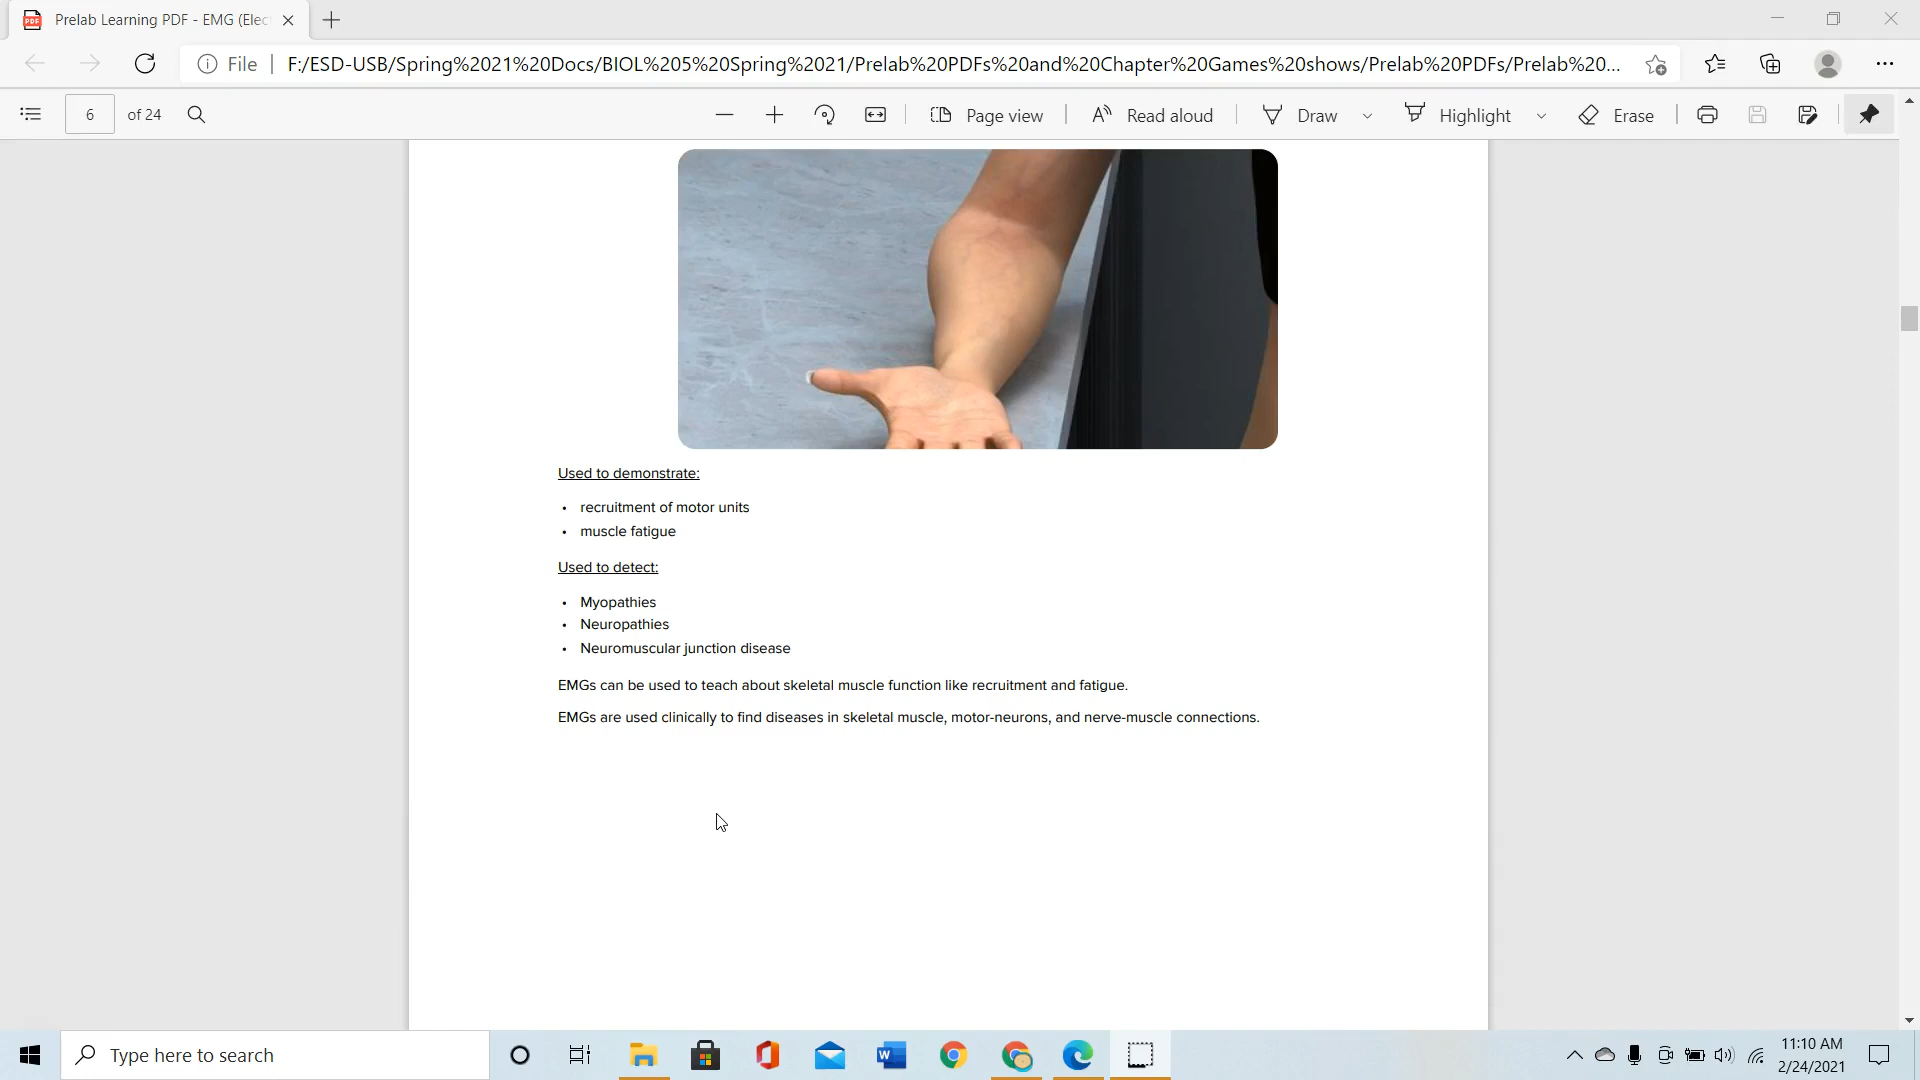 Prelab Learning PDF - EMG (Elec
File
F:/ESD-USB/Spring%2021%20Docs/BIOL%205%20Spring%2021/Prelab%20PDFs%20and%20Chapter%20Games%20shows/Prelab%20PDFs/Prelab%20...
6 of 24
Page view
Read aloud
Draw
Highlight
Erase
Used to demonstrate:
• recruitment of motor units
• muscle fatigue
Used to detect:
• Myopathies
• Neuropathies
• Neuromuscular junction disease
EMGs can be used to teach about skeletal muscle function like recruitment and fatigue.
EMGs are used clinically to find diseases in skeletal muscle, motor-neurons, and nerve-muscle connections.
Type here to search
11:10 AM
2/24/2021